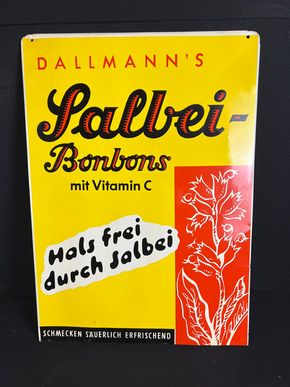 DALLMANN'S
Salbei-
Bonbons
mit Vitamin C
Hals frei
durch Salbei
SCHMECKEN SÄUERLICH ERFRISCHEND